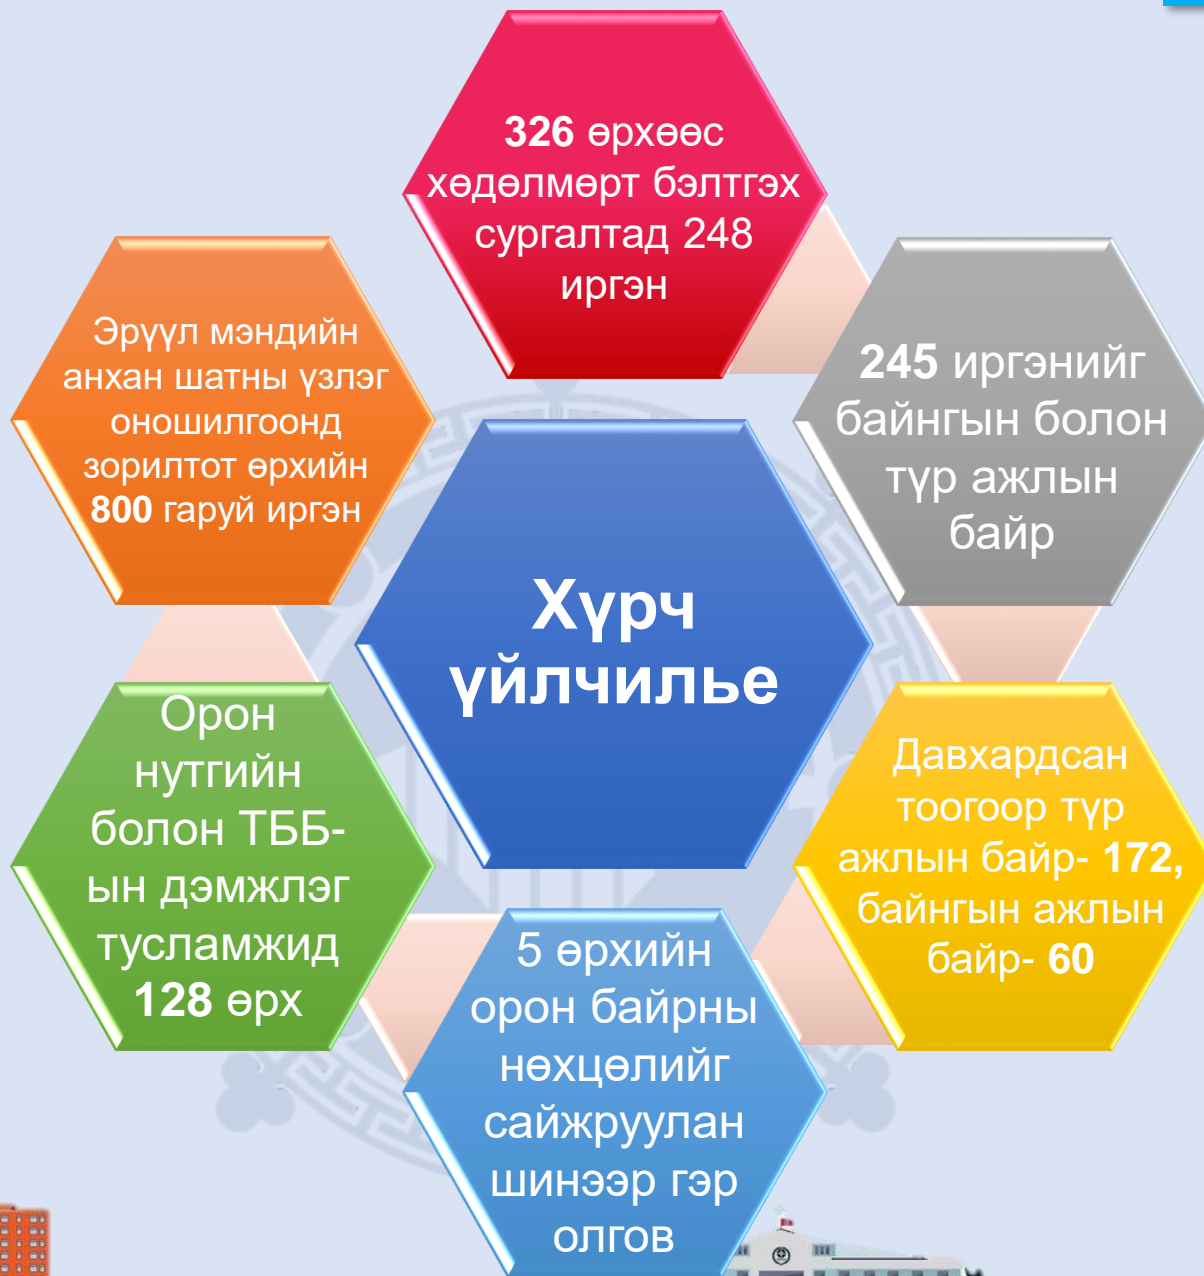 326 өрхөөс
хөдөлмөрт бэлтгэх
сургалтад 248
иргэн
Эрүүл мэндийн
анхан шатны үзлэг
оношилгоонд
зорилтот өрхийн
800 гаруй иргэн
245 иргэнийг
байнгын болон
түр ажлын
байр
Хүрч
үйлчилье
Орон
нутгийн
болон ТББ-
ын дэмжлэг
тусламжид
128 өрх
Давхардсан
тоогоор түр
ажлын байр- 172,
байнгын ажлын
байр- 60
5 өрхийн
орон байрны
нөхцөлийг
сайжруулан
шинээр гэр
олгов